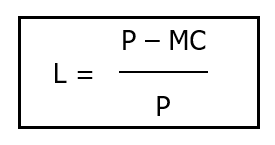 P – MC
L =
P